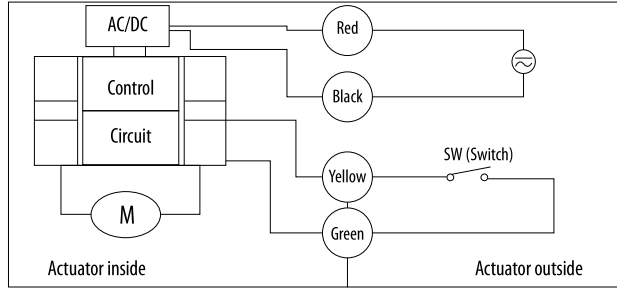 AC/DC
Red
Control
Black
Circuit
SW (Switch)
Yellow
M
Green
Actuator inside
Actuator outside